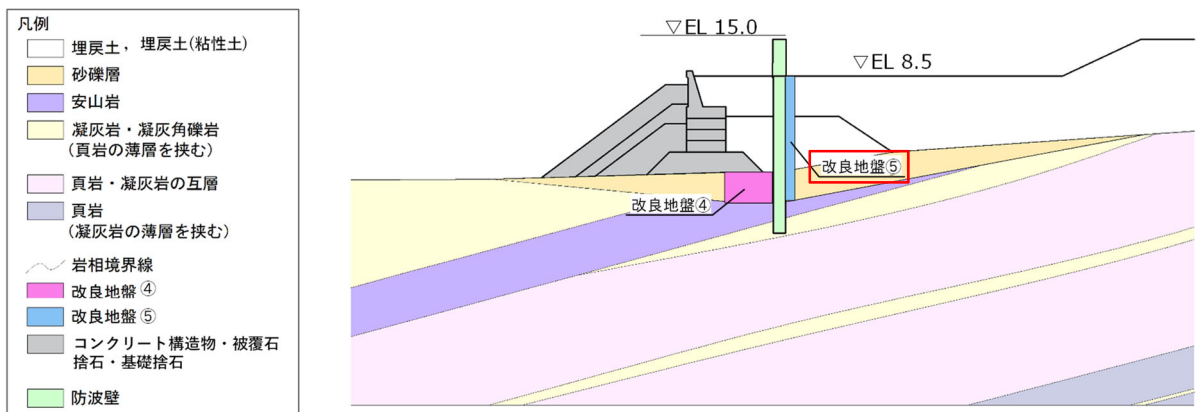 凡例
埋戻土，埋戻土(粘性土)
砂礫層
安山岩
凝灰岩・凝灰角礫岩
(頁岩の薄層を挟む)
頁岩・凝灰岩の互層
頁岩
(凝灰岩の薄層を挟む)
岩相境界線
改良地盤④
改良地盤⑤
コンクリート構造物・被覆石
捨石・基礎捨石
防波壁
▽EL 15.0
▽EL 8.5
改良地盤⑤
改良地盤④